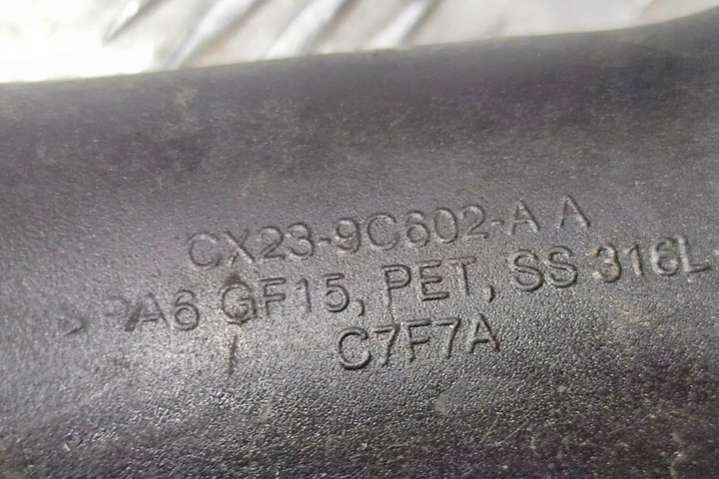 CX23-9C602-A A
>PA6 GF15, PET, SS 316L<
C7F7A